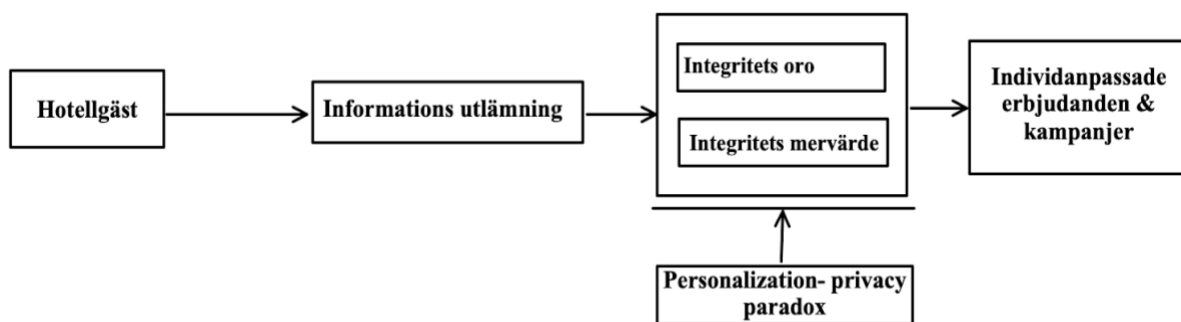 Hotellgäst
Informations utlämning
Integritets oro
Integritets mervärde
Individanpassade
erbjudanden &
kampanjer
Personalization- privacy
paradox